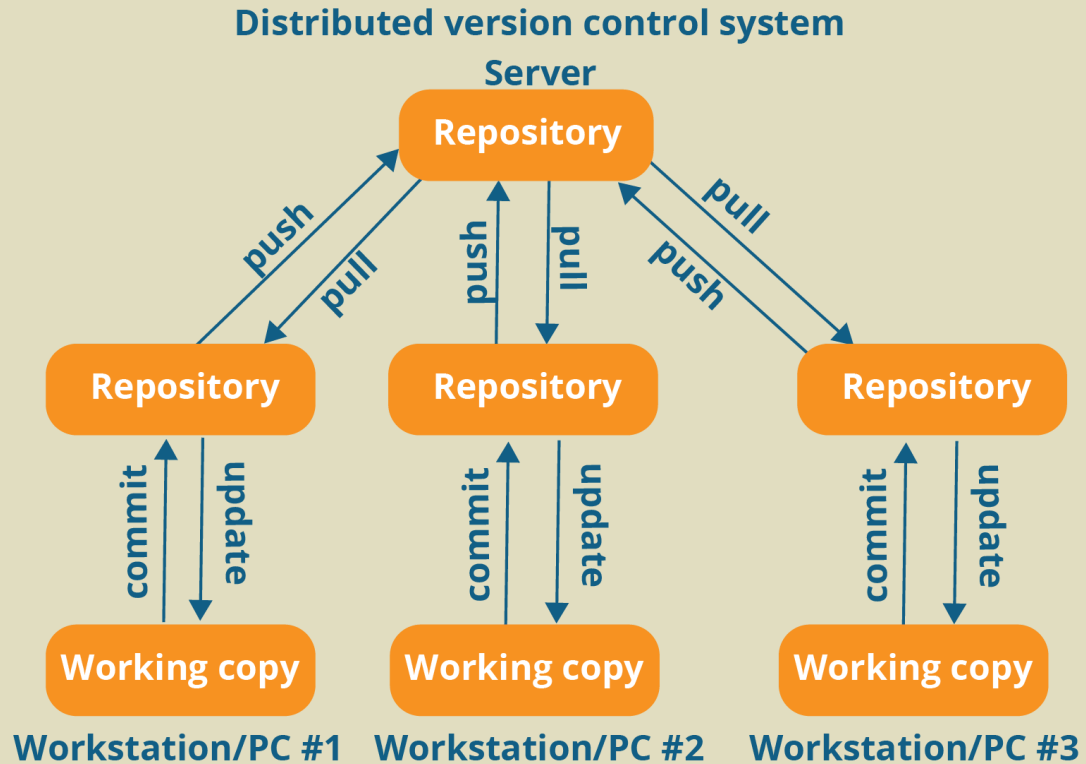 Distributed version control system
Server
Repository
push
pull
push
pull
push
pull
Repository
Repository
Repository
commit
update
commit
update
commit
update
Working copy
Working copy
Working copy
Workstation/PC #1
Workstation/PC #2
Workstation/PC #3